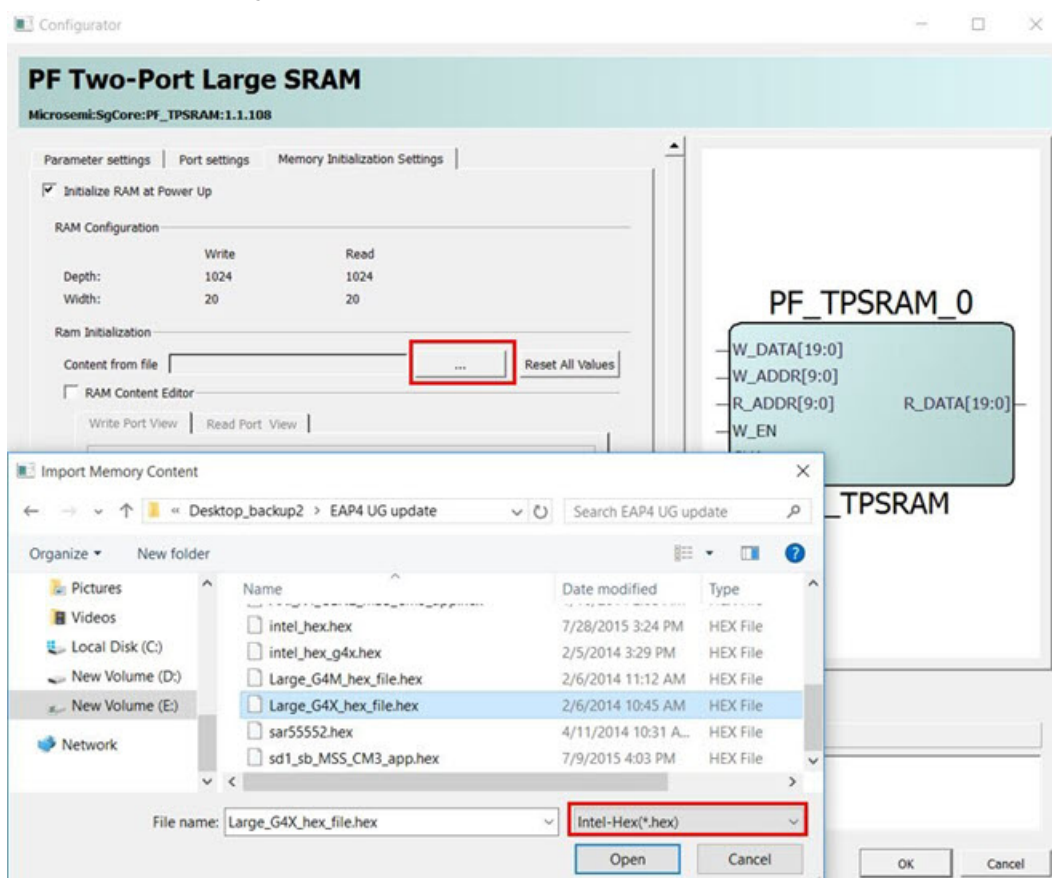 Configurator
PF Two-Port Large SRAM
Microsemi:SgCore:PF_TPSRAM:1.1.108
Parameter settings Port settings Memory Initialization Settings
Initialize RAM at Power Up
RAM Configuration
Write Read
Depth: 1024 1024
Width: 20 20
Ram Initialization
Content from file ... Reset All Values
RAM Content Editor
Write Port View Read Port View
PF_TPSRAM_0
W_DATA[19:0]
W_ADDR[9:0]
R_ADDR[9:0] R_DATA[19:0]
W_EN
TPSRAM
Import Memory Content
« Desktop_backup2 > EAP4 UG update Search EAP4 UG update
Organize New folder
Name Date modified Type
Pictures
Videos
Local Disk (C:)
New Volume (D:)
New Volume (E:)
Network
intel_hex.hex 7/28/2015 3:24 PM HEX File
intel_hex_g4x.hex 2/5/2014 3:29 PM HEX File
Large_G4M_hex_file.hex 2/6/2014 11:12 AM HEX File
Large_G4X_hex_file.hex 2/6/2014 10:45 AM HEX File
sar55552.hex 4/11/2014 10:31 A... HEX File
sd1_sb_MSS_CM3_app.hex 7/9/2015 4:03 PM HEX File
File name: Large_G4X_hex_file.hex Intel-Hex(*.hex)
Open Cancel
OK Cancel